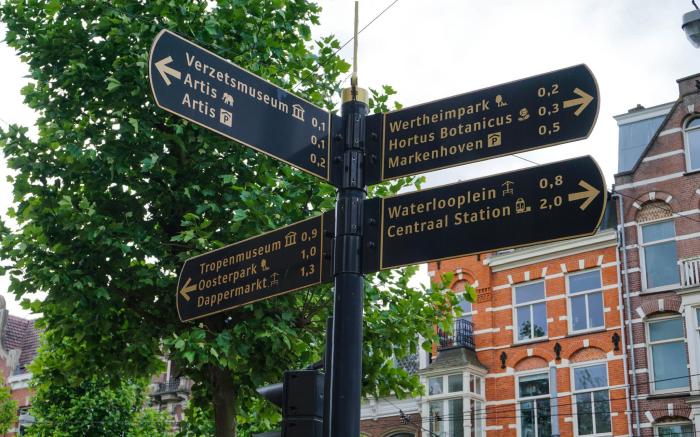 Verzetsmuseum 0,1
Artis 0,1
Artis P 0,2
Wertheimpark 0,2
Hortus Botanicus 0,3
Markenhoven P 0,5
Waterlooplein 0,8
Centraal Station 2,0
Tropenmuseum 0,9
Oosterpark 1,0
Dappermarkt 1,3